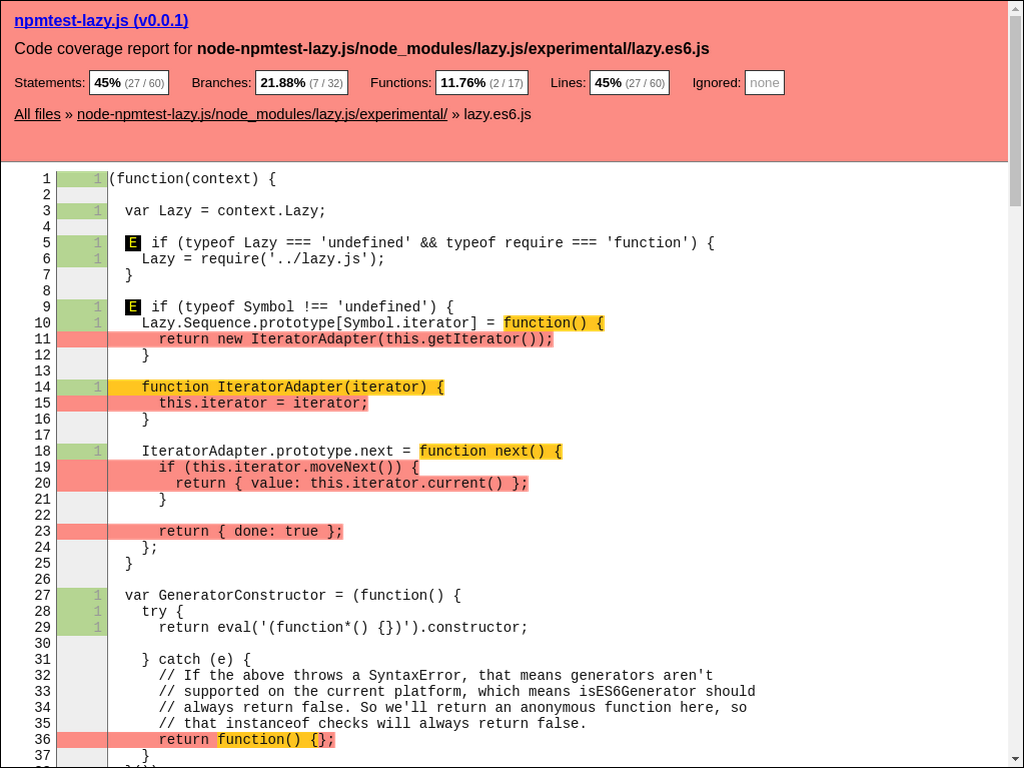 npmtest-lazy.js (v0.0.1)
Code coverage report for node-npmtest-lazy.js/node_modules/lazy.js/experimental/lazy.es6.js
Statements: 45% (27 / 60) Branches: 21.88% (7 / 32) Functions: 11.76% (2 / 17) Lines: 45% (27 / 60) Ignored: none
All files » node-npmtest-lazy.js/node_modules/lazy.js/experimental/ » lazy.es6.js
1 1 (function(context) {
2
3 1   var Lazy = context.Lazy;
4
5 1   E if (typeof Lazy === 'undefined' && typeof require === 'function') {
6 1     Lazy = require('../lazy.js');
7   }
8
9 1   E if (typeof Symbol !== 'undefined') {
10 1     Lazy.Sequence.prototype[Symbol.iterator] = function() {
11       return new IteratorAdapter(this.getIterator());
12     }
13
14 1     function IteratorAdapter(iterator) {
15       this.iterator = iterator;
16     }
17
18 1     IteratorAdapter.prototype.next = function next() {
19       if (this.iterator.moveNext()) {
20         return { value: this.iterator.current() };
21       }
22
23       return { done: true };
24     };
25   }
26
27 1   var GeneratorConstructor = (function() {
28 1     try {
29 1       return eval('(function*() {})').constructor;
30
31     } catch (e) {
32       // If the above throws a SyntaxError, that means generators aren't
33       // supported on the current platform, which means isES6Generator should
34       // always return false. So we'll return an anonymous function here, so
35       // that instanceof checks will always return false.
36       return function() {};
37     }